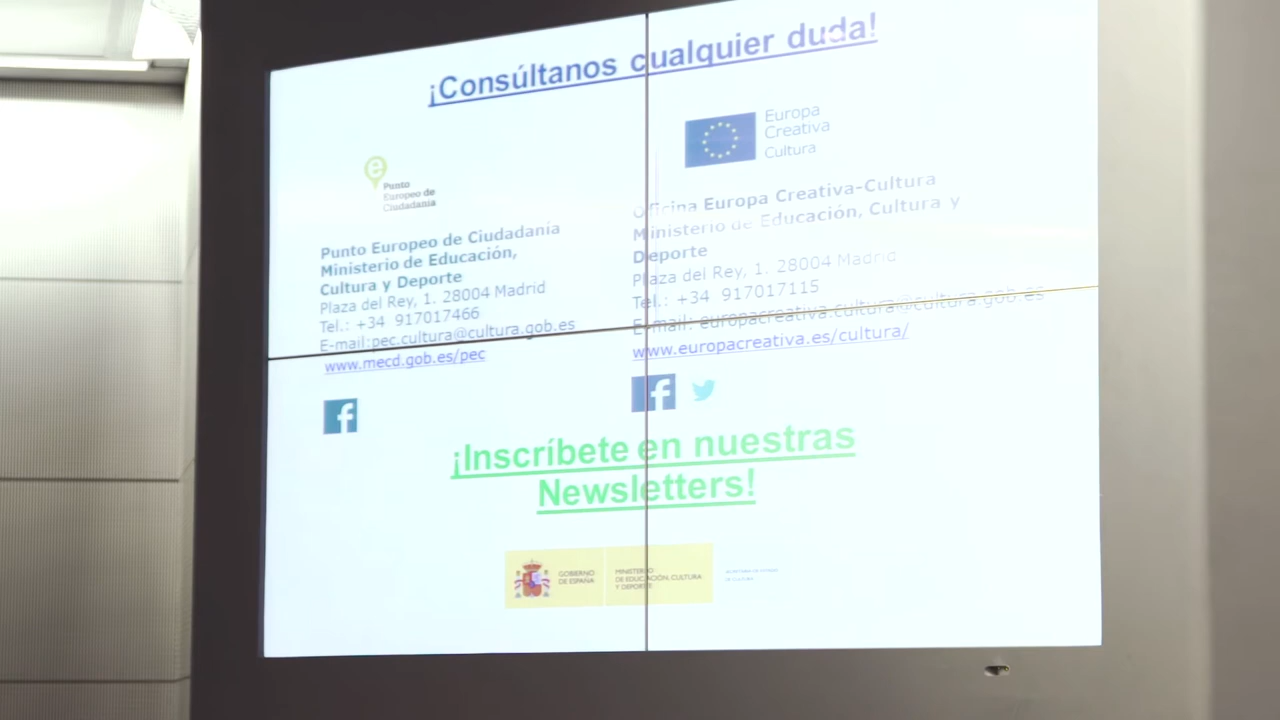 ¡Consúltanos cualquier duda!
e
Punto
Europeo de
Ciudadanía
Punto Europeo de Ciudadanía
Ministerio de Educación,
Cultura y Deporte
Plaza del Rey, 1. 28004 Madrid
Tel.: +34 917017466
E-mail:pec.cultura@cultura.gob.es
www.mecd.gob.es/pec
f
Europa
Creativa
Cultura
Oficina Europa Creativa-Cultura
Ministerio de Educación, Cultura y
Deporte
Plaza del Rey, 1. 28004 Madrid
Tel.: +34 917017115
E-mail: europacreativa.cultura@cultura.gob.es
www.europacreativa.es/cultura/
f
¡Inscríbete en nuestras
Newsletters!
GOBIERNO
DE ESPAÑA
MINISTERIO
DE EDUCACIÓN, CULTURA
Y DEPORTE